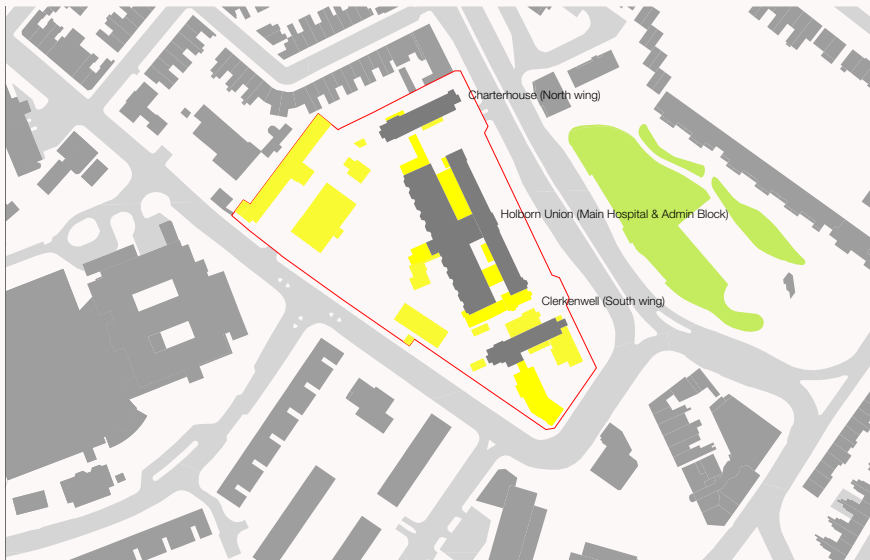 Charterhouse (North wing)
Holborn Union (Main Hospital & Admin Block)
Clerkenwell (South wing)